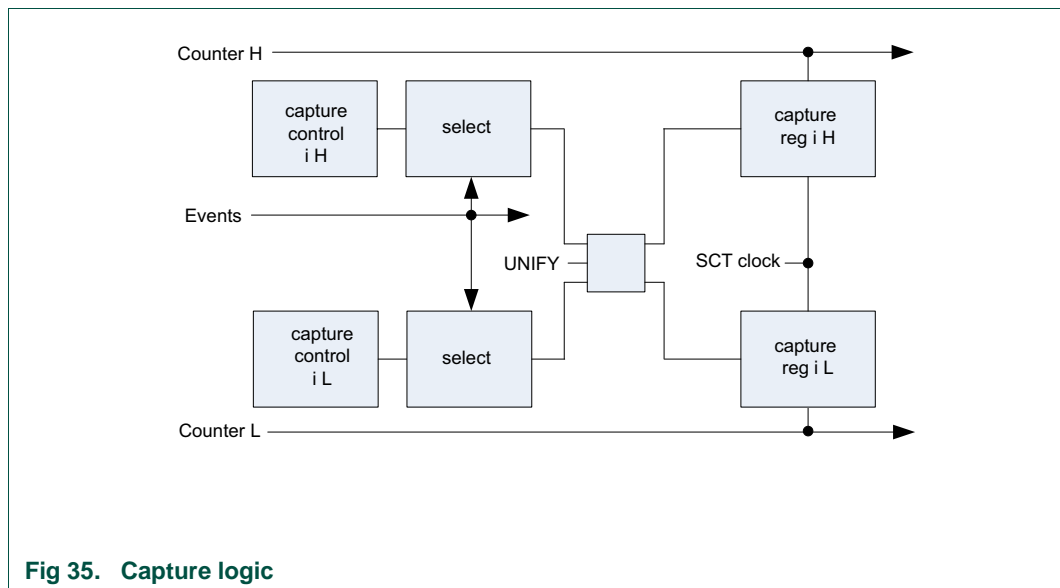 Counter H
capture
control
i H
select
capture
reg i H
Events
UNIFY
SCT clock
capture
control
i L
select
capture
reg i L
Counter L
Fig 35. Capture logic